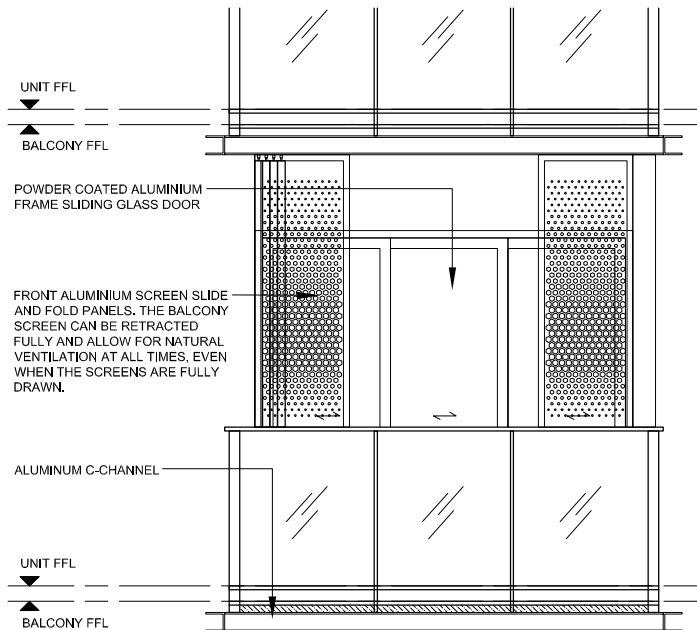 UNIT FFL
BALCONY FFL
POWDER COATED ALUMINIUM
FRAME SLIDING GLASS DOOR
FRONT ALUMINIUM SCREEN SLIDE
AND FOLD PANELS. THE BALCONY
SCREEN CAN BE RETRACTED
FULLY AND ALLOW FOR NATURAL
VENTILATION AT ALL TIMES, EVEN
WHEN THE SCREENS ARE FULLY
DRAWN.
ALUMINUM C-CHANNEL
UNIT FFL
BALCONY FFL